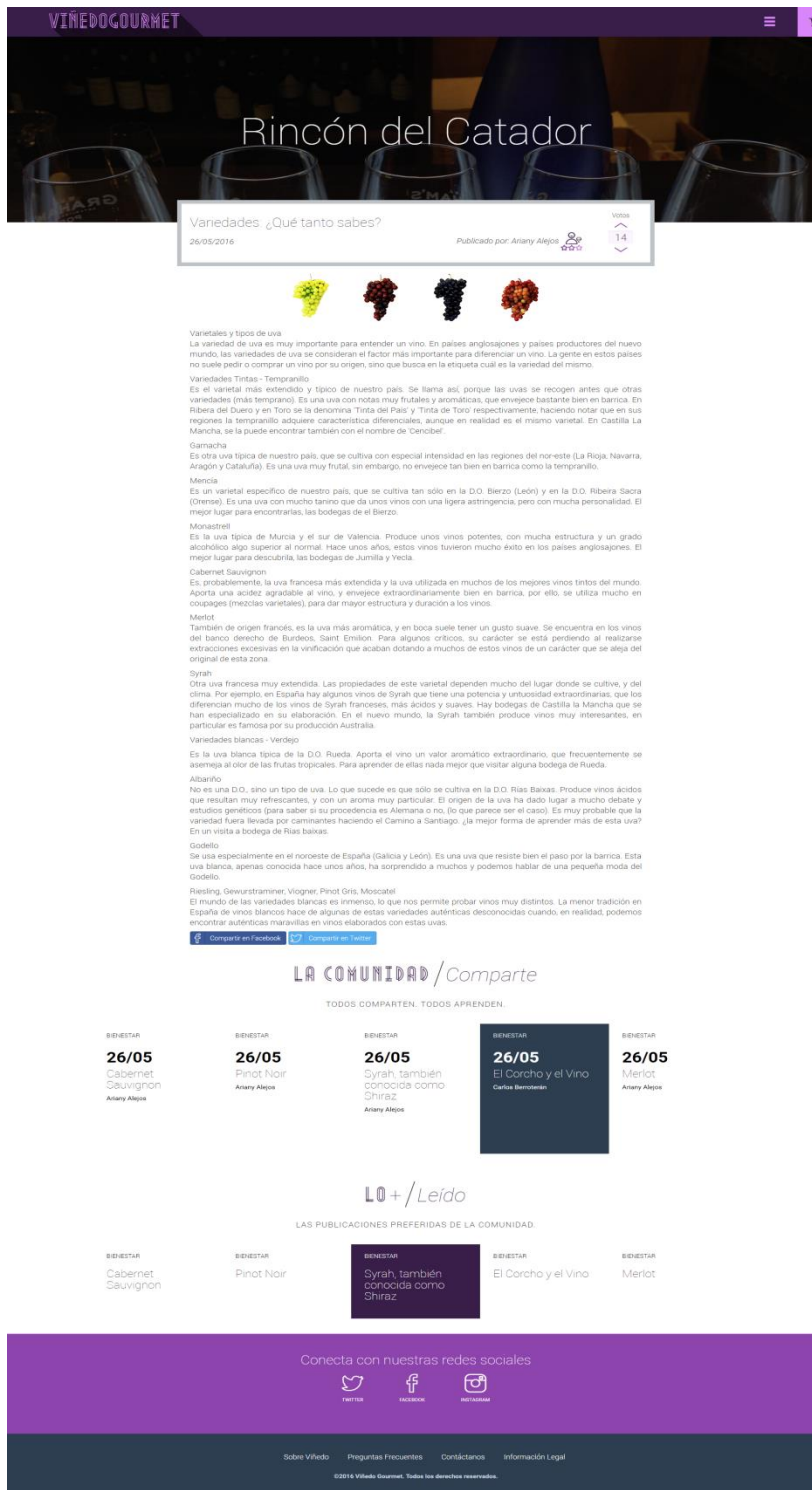 VIÑEDOGOURMET
Rincón del Catador
Variedades: ¿Qué tanto sabes?
26/05/2016
Publicado por: Ariany Alejos
Votos
14
Varietales y tipos de uva
La variedad de uva es muy importante para entender un vino. En países anglosajones y países productores del nuevo
mundo, las variedades de uva se consideran el factor más importante para diferenciar un vino. La gente en estos países
no suele pedir o comprar un vino por su origen, sino que busca en la etiqueta cuál es la variedad del mismo.
Variedades Tintas - Tempranillo
Es el varietal más extendido y típico de nuestro país. Se llama así, porque las uvas se recogen antes que otras
variedades (más temprano). Es una uva con notas muy frutales y aromáticas, que envejece bastante bien en barrica. En
Ribera del Duero y en Toro se la denomina 'Tinta del País' y 'Tinta de Toro' respectivamente, haciendo notar que en sus
regiones la tempranillo adquiere característica diferenciales, aunque en realidad es el mismo varietal. En Castilla La
Mancha, se la puede encontrar también con el nombre de 'Cencibel'.
Garnacha
Es otra uva típica de nuestro país, que se cultiva con especial intensidad en las regiones del nor-este (La Rioja, Navarra,
Aragón y Cataluña). Es una uva muy frutal, sin embargo, no envejece tan bien en barrica como la tempranillo.
Mencia
Es un varietal específico de nuestro país, que se cultiva tan sólo en la D.O. Bierzo (León) y en la D.O. Ribeira Sacra
(Orense). Es una uva con mucho tanino que da unos vinos con una ligera astringencia, pero con mucha personalidad. El
mejor lugar para encontrarlas, las bodegas de el Bierzo.
Monastrell
Es la uva típica de Murcia y el sur de Valencia. Produce unos vinos potentes, con mucha estructura y un grado
alcohólico algo superior al normal. Hace unos años, estos vinos tuvieron mucho éxito en los países anglosajones. El
mejor lugar para descubrila, las bodegas de Jumilla y Yecla.
Cabernet Sauvignon
Es, probablemente, la uva francesa más extendida y la uva utilizada en muchos de los mejores vinos tintos del mundo.
Aporta una acidez agradable al vino, y envejece extraordinariamente bien en barrica, por ello, se utiliza mucho en
coupages (mezclas varietales), para dar mayor estructura y duración a los vinos.
Merlot
También de origen francés, es la uva más aromática, y en boca suele tener un gusto suave. Se encuentra en los vinos
del banco derecho de Burdeos, Saint Emilion. Para algunos críticos, su carácter se está perdiendo al realizarse
extracciones excesivas en la vinificación que acaban dotando a muchos de estos vinos de un carácter que se aleja del
original de esta zona.
Syrah
Otra uva francesa muy extendida. Las propiedades de este varietal dependen mucho del lugar donde se cultive, y del
clima. Por ejemplo, en España hay algunos vinos de Syrah que tiene una potencia y untuosidad extraordinarias, que los
diferencian mucho de los vinos de Syrah franceses, más ácidos y suaves. Hay bodegas de Castilla la Mancha que se
han especializado en su elaboración. En el nuevo mundo, la Syrah también produce vinos muy interesantes, en
particular es famosa por su producción Australia.
Variedades blancas - Verdejo
Es la uva blanca típica de la D.O. Rueda. Aporta el vino un valor aromático extraordinario, que frecuentemente se
asemeja al olor de las frutas tropicales. Para aprender de ellas nada mejor que visitar alguna bodega de Rueda.
Albariño
No es una D.O., sino un tipo de uva. Lo que sucede es que sólo se cultiva en la D.O. Rías Baixas. Produce vinos ácidos
que resultan muy refrescantes, y con un aroma muy particular. El origen de la uva ha dado lugar a mucho debate y
estudios genéticos (para saber si su procedencia es Alemana o no, (lo que parece ser el caso). Es muy probable que la
variedad fuera llevada por caminantes haciendo el Camino a Santiago. ¿la mejor forma de aprender más de esta uva?
En un visita a bodega de Rias baixas.
Godello
Se usa especialmente en el noroeste de España (Galicia y León). Es una uva que resiste bien el paso por la barrica. Esta
uva blanca, apenas conocida hace unos años, ha sorprendido a muchos y podemos hablar de una pequeña moda del
Godello.
Riesling, Gewurstraminer, Viogner, Pinot Gris, Moscatel
El mundo de las variedades blancas es inmenso, lo que nos permite probar vinos muy distintos. La menor tradición en
España de vinos blancos hace de algunas de estas variedades auténticas desconocidas cuando, en realidad, podemos
encontrar auténticas maravillas en vinos elaborados con estas uvas.
Compartir en Facebook Compartir en Twitter
LA COMUNIDAD / Comparte
TODOS COMPARTEN. TODOS APRENDEN.
BIENESTAR BIENESTAR BIENESTAR BIENESTAR BIENESTAR
26/05 26/05 26/05 26/05 26/05
Cabernet Pinot Noir Syrah, también El Corcho y el Vino Merlot
Sauvignon Ariany Alejos conocida como Carlos Berroterán Ariany Alejos
Ariany Alejos Shiraz
Ariany Alejos
LO + / Leído
LAS PUBLICACIONES PREFERIDAS DE LA COMUNIDAD
BIENESTAR BIENESTAR BIENESTAR BIENESTAR BIENESTAR
Cabernet Pinot Noir Syrah, también El Corcho y el Vino Merlot
Sauvignon conocida como
Shiraz
Conecta con nuestras redes sociales
TWITTER FACEBOOK INSTAGRAM
Sobre Viñedo Preguntas Frecuentes Contáctanos Información Legal
©2016 Viñedo Gourmet. Todos los derechos reservados.